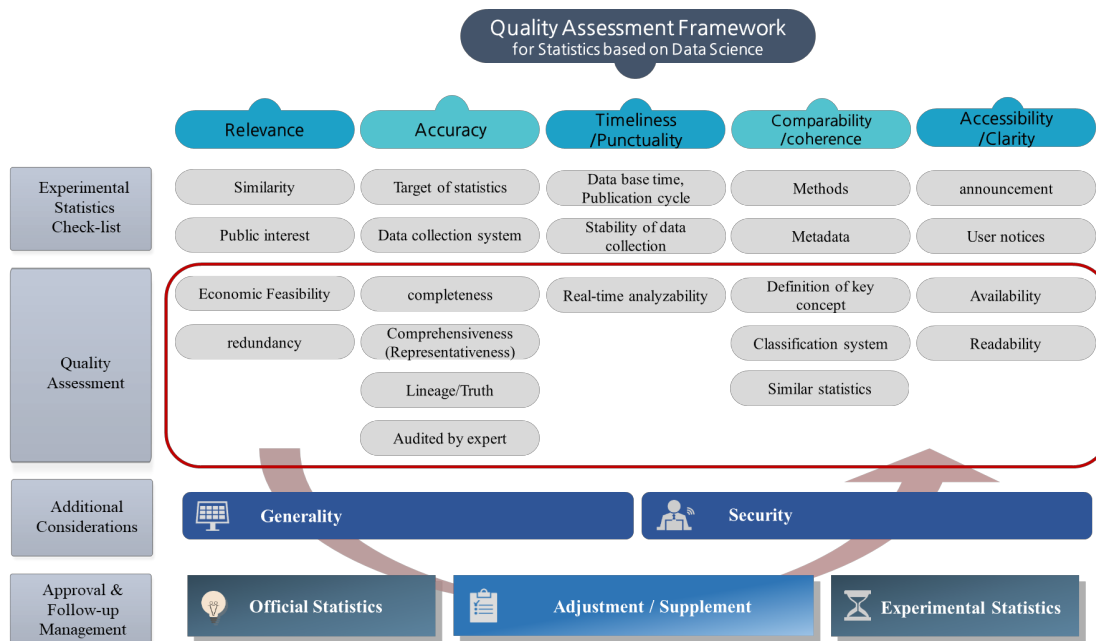 Quality Assessment Framework
for Statistics based on Data Science
Relevance
Accuracy
Timeliness
/Punctuality
Comparability
/coherence
Accessibility
/Clarity
Experimental
Statistics
Check-list
Similarity
Target of statistics
Data base time,
Publication cycle
Methods
announcement
Public interest
Data collection system
Stability of data
collection
Metadata
User notices
Quality
Assessment
Economic Feasibility
completeness
Real-time analyzability
Definition of key
concept
Availability
redundancy
Comprehensiveness
(Representativeness)
Classification system
Readability
Lineage/Truth
Similar statistics
Audited by expert
Additional
Considerations
Generality
Security
Approval &
Follow-up
Management
Official Statistics
Adjustment / Supplement
Experimental Statistics